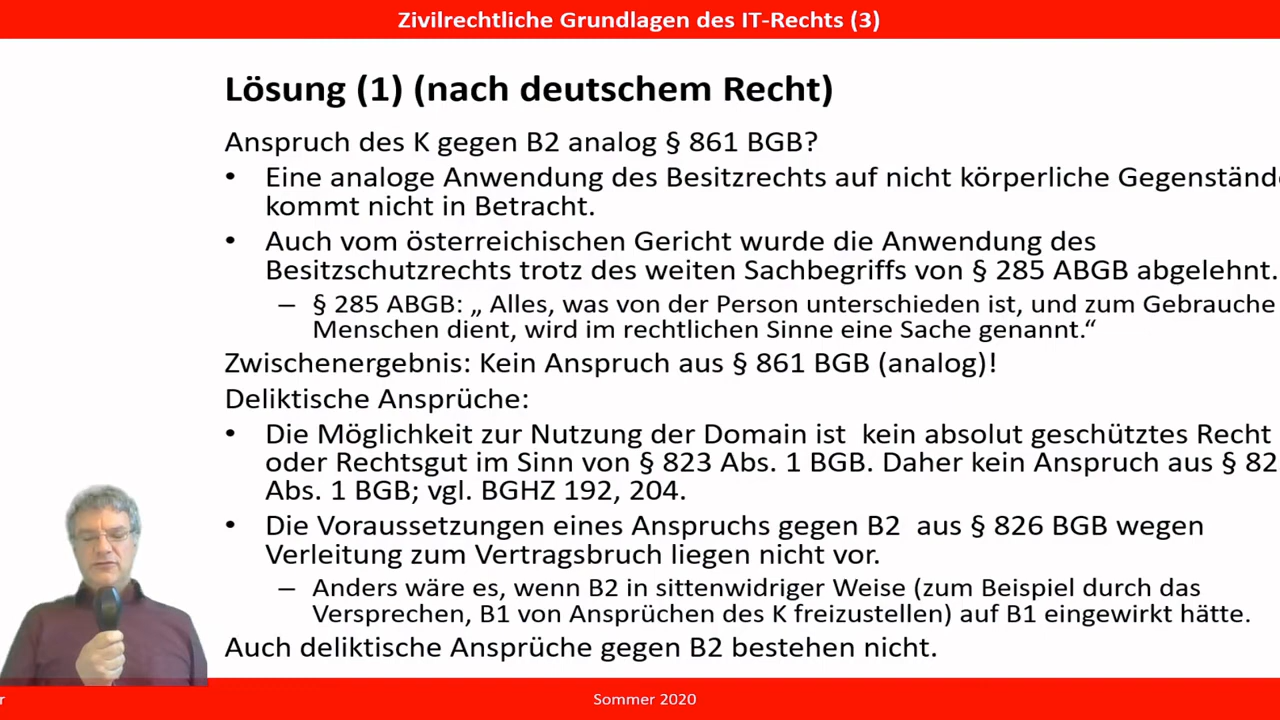 Zivilrechtliche Grundlagen des IT-Rechts (3)
Lösung (1) (nach deutschem Recht)
Anspruch des K gegen B2 analog § 861 BGB?
• Eine analoge Anwendung des Besitzrechts auf nicht körperliche Gegenstände
kommt nicht in Betracht.
• Auch vom österreichischen Gericht wurde die Anwendung des
Besitzschutzrechts trotz des weiten Sachbegriffs von § 285 ABGB abgelehnt.
– § 285 ABGB: „ Alles, was von der Person unterschieden ist, und zum Gebrauche
Menschen dient, wird im rechtlichen Sinne eine Sache genannt.“
Zwischenergebnis: Kein Anspruch aus § 861 BGB (analog)!
Deliktische Ansprüche:
• Die Möglichkeit zur Nutzung der Domain ist kein absolut geschütztes Recht
oder Rechtsgut im Sinn von § 823 Abs. 1 BGB. Daher kein Anspruch aus § 82
Abs. 1 BGB; vgl. BGHZ 192, 204.
• Die Voraussetzungen eines Anspruchs gegen B2 aus § 826 BGB wegen
Verleitung zum Vertragsbruch liegen nicht vor.
– Anders wäre es, wenn B2 in sittenwidriger Weise (zum Beispiel durch das
Versprechen, B1 von Ansprüchen des K freizustellen) auf B1 eingewirkt hätte.
Auch deliktische Ansprüche gegen B2 bestehen nicht.
r
Sommer 2020